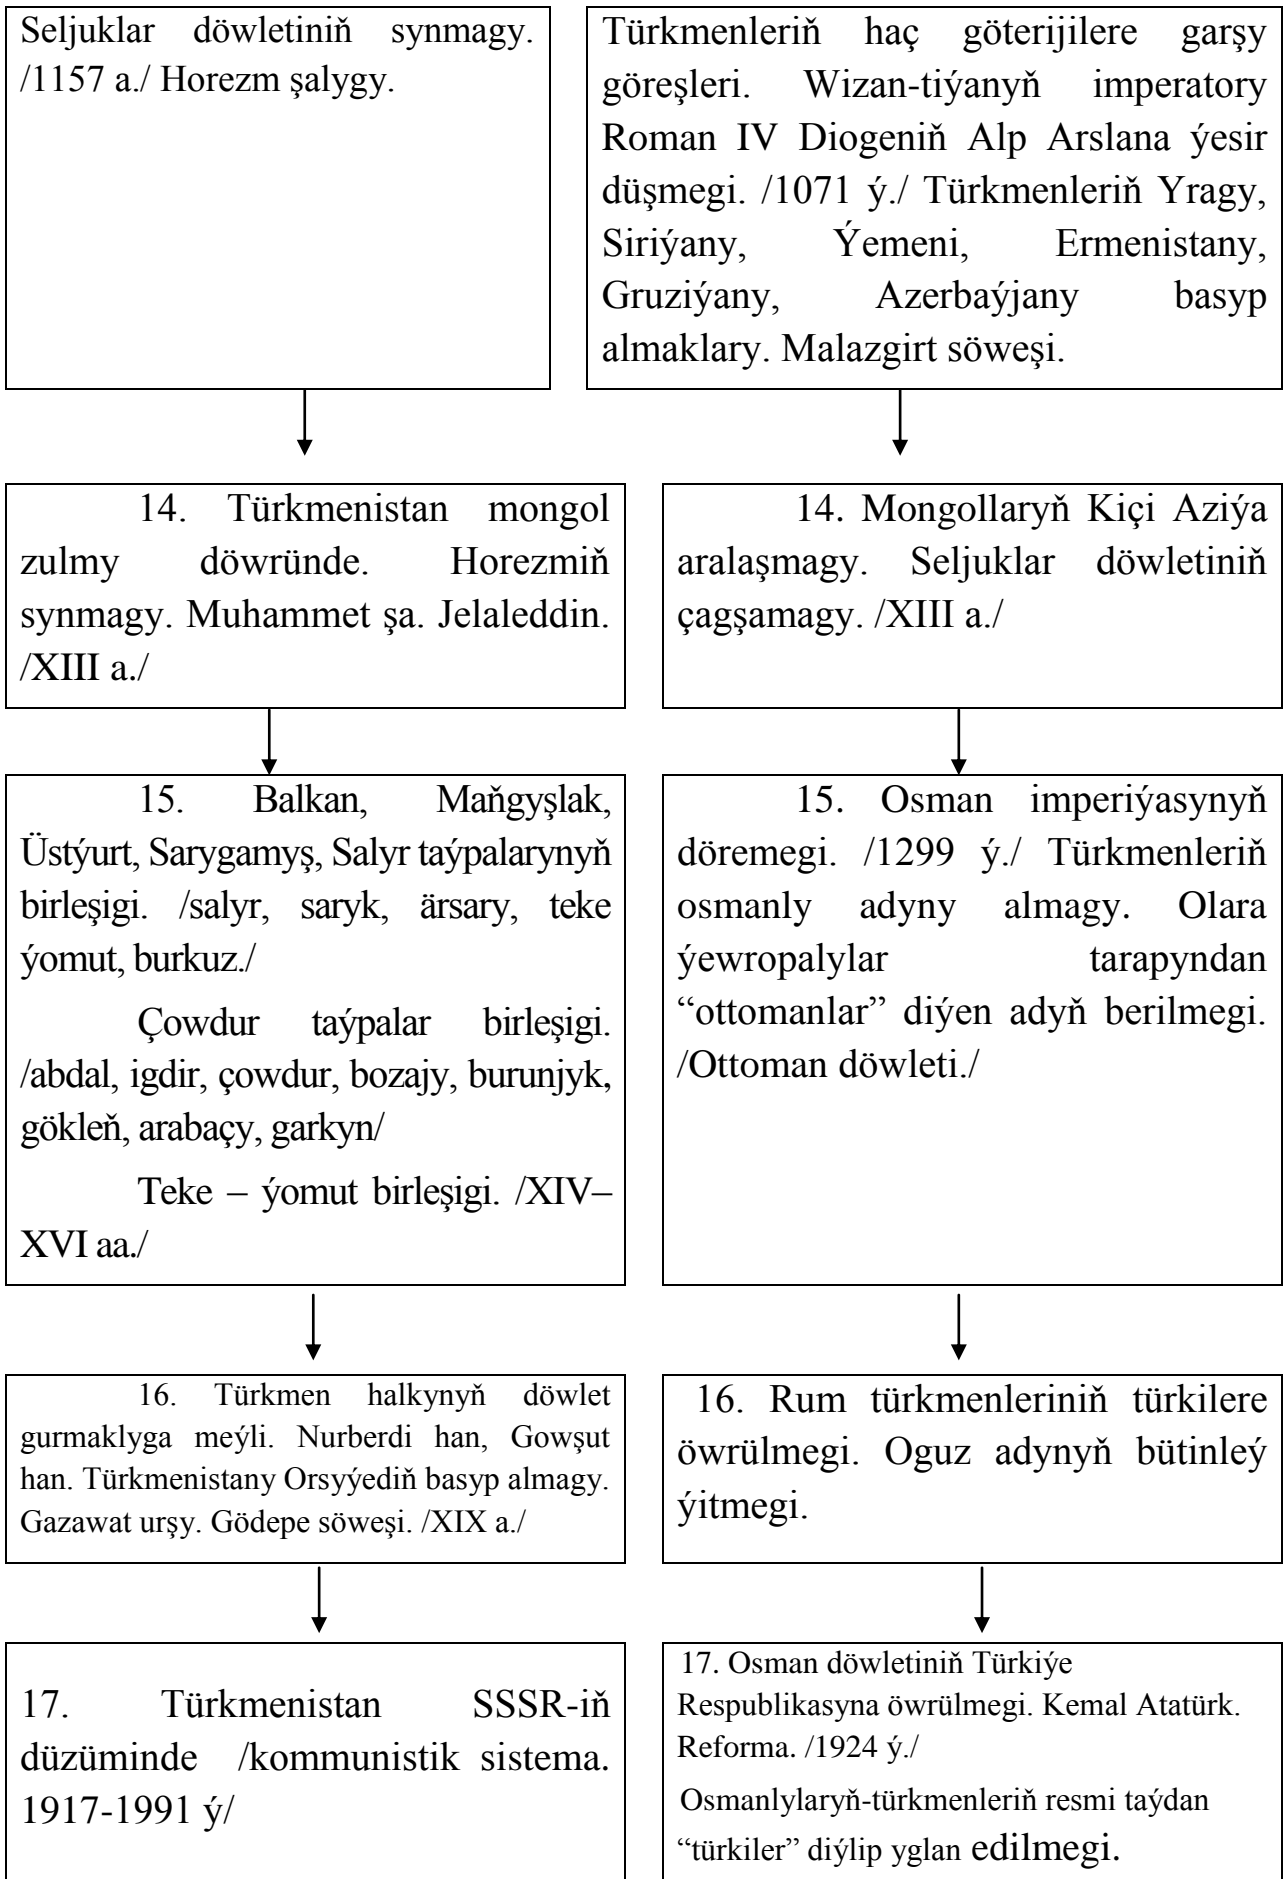 Seljuklar döwletiniň synmagy.
/1157 a./ Horezm şalygy.
Türkmenleriň haç göterijilere garşy
göreşleri. Wizan-tiýanyň imperatory
Roman IV Diogeniň Alp Arslana ýesir
düşmegi. /1071 ý./ Türkmenleriň Yragy,
Siriýany, Ýemeni, Ermenistany,
Gruziýany, Azerbaýjany basyp
almaklary. Malazgirt söweşi.
14. Türkmenistan mongol
zulmy döwründe. Horezmiň
synmagy. Muhammet şa. Jelaleddin.
/XIII a./
14. Mongollaryň Kiçi Aziýa
aralaşmagy. Seljuklar döwletiniň
çagşamagy. /XIII a./
15. Balkan, Maňgyşlak,
Üstýurt, Sarygamyş, Salyr taýpalarynyň
birleşigi. /salyr, saryk, ärsary, teke
ýomut, burkuz./
Çowdur taýpalar birleşigi.
/abdal, igdir, çowdur, bozajy, burunjyk,
gökleň, arabaçy, garkyn/
Teke – ýomut birleşigi. /XIV–
XVI aa./
15. Osman imperiýasynyň
döremegi. /1299 ý./ Türkmenleriň
osmanly adyny almagy. Olara
ýewropalylar tarapyndan
“ottomanlar” diýen adyň berilmegi.
/Ottoman döwleti./
16. Türkmen halkynyň döwlet
gurmaklyga meýli. Nurberdi han, Gowşut
han. Türkmenistany Orsyýediň basyp almagy.
Gazawat urşy. Gödepe söweşi. /XIX a./
16. Rum türkmenleriniň türkilere
öwrülmegi. Oguz adynyň bütinleý
ýitmegi.
17. Türkmenistan SSSR-iň
düzüminde /kommunistik sistema.
1917-1991 ý/
17. Osman döwletiniň Türkiýe
Respublikasyna öwrülmegi. Kemal Atatürk.
Reforma. /1924 ý./
Osmanlylaryň-türkmenleriň resmi taýdan
“türkiler” diýlip yglan edilmegi.